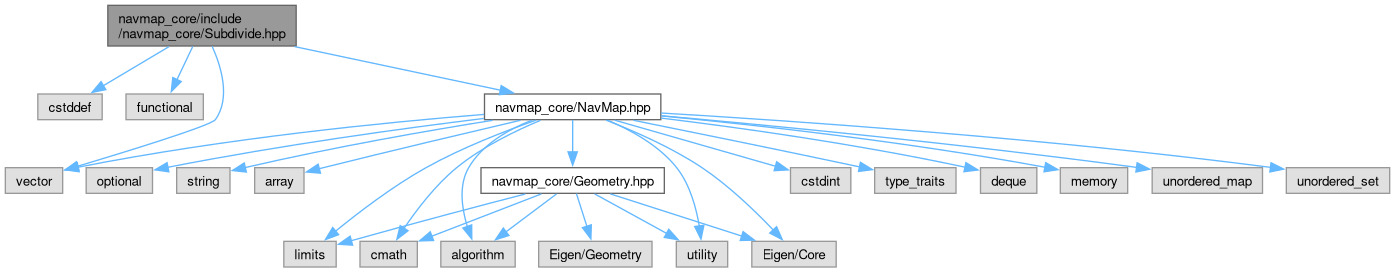 navmap_core/include
/navmap_core/Subdivide.hpp
cstddef
functional
navmap_core/NavMap.hpp
vector
optional
string
array
navmap_core/Geometry.hpp
cstdint
type_traits
deque
memory
unordered_map
unordered_set
limits
cmath
algorithm
Eigen/Geometry
utility
Eigen/Core